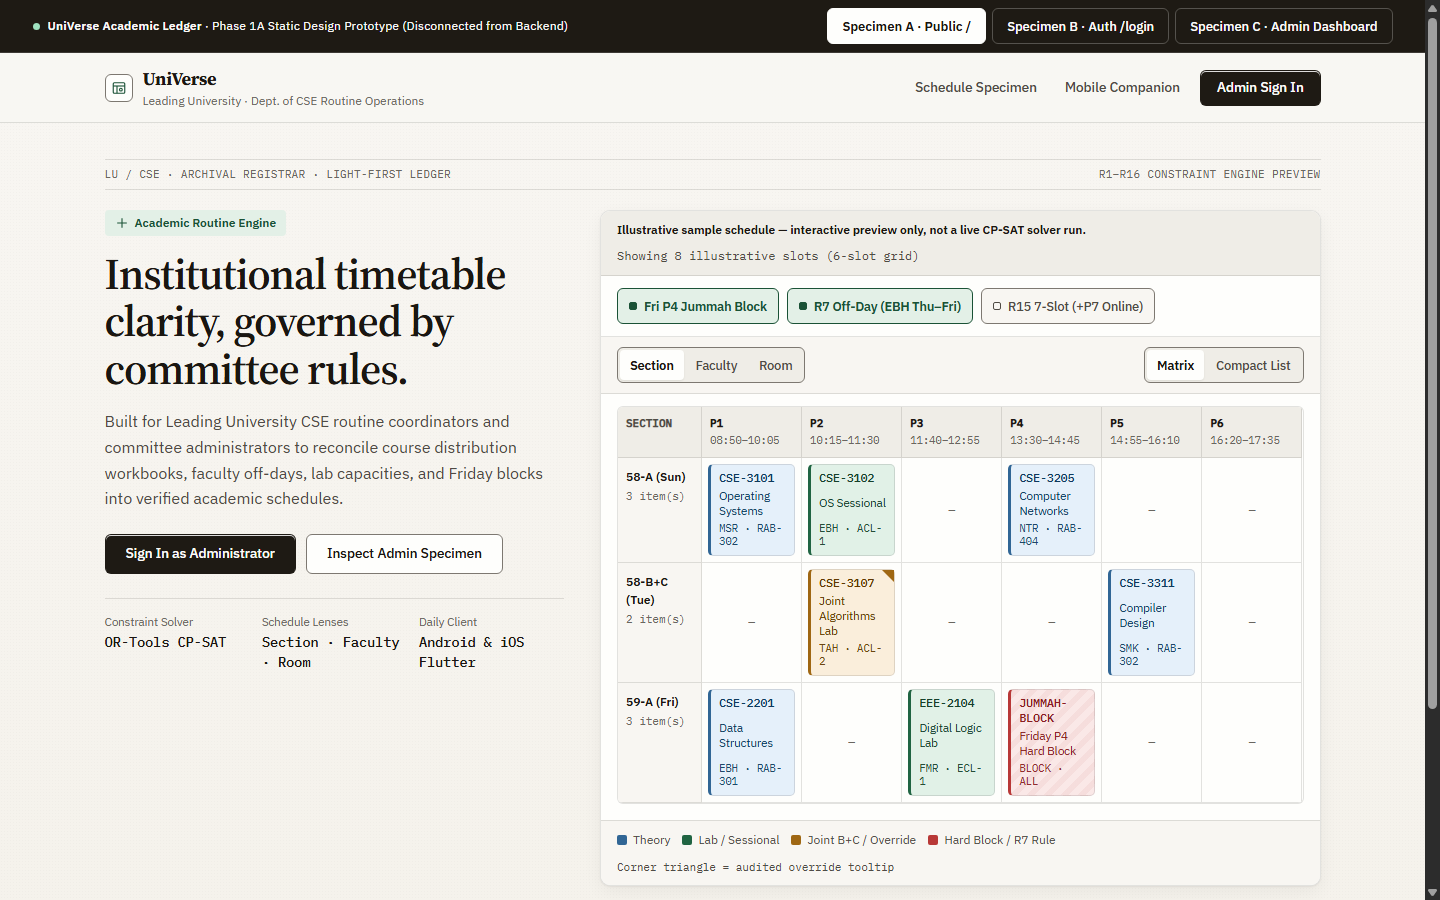 UniVerse Academic Ledger · Phase 1A Static Design Prototype (Disconnected from Backend)
Specimen A · Public /
Specimen B · Auth /login
Specimen C · Admin Dashboard
UniVerse
Leading University · Dept. of CSE Routine Operations
Schedule Specimen
Mobile Companion
Admin Sign In
LU / CSE · ARCHIVAL REGISTRAR · LIGHT-FIRST LEDGER
R1–R16 CONSTRAINT ENGINE PREVIEW
Academic Routine Engine
Institutional timetable
clarity, governed by
committee rules.
Built for Leading University CSE routine coordinators and
committee administrators to reconcile course distribution
workbooks, faculty off-days, lab capacities, and Friday blocks
into verified academic schedules.
Sign In as Administrator
Inspect Admin Specimen
Constraint Solver
OR-Tools CP-SAT
Schedule Lenses
Section · Faculty
· Room
Daily Client
Android & iOS
Flutter
Illustrative sample schedule — interactive preview only, not a live CP-SAT solver run.
Showing 8 illustrative slots (6-slot grid)
Fri P4 Jummah Block
R7 Off-Day (EBH Thu–Fri)
R15 7-Slot (+P7 Online)
Section
Faculty
Room
Matrix
Compact List
SECTION
P1
08:50–10:05
P2
10:15–11:30
P3
11:40–12:55
P4
13:30–14:45
P5
14:55–16:10
P6
16:20–17:35
58-A (Sun)
3 item(s)
CSE-3101
Operating
Systems
MSR · RAB-
302
CSE-3102
OS Sessional
EBH · ACL-
1
—
CSE-3205
Computer
Networks
NTR · RAB-
404
—
—
58-B+C
(Tue)
2 item(s)
—
CSE-3107
Joint
Algorithms
Lab
TAH · ACL-
2
—
—
CSE-3311
Compiler
Design
SMK · RAB-
302
—
59-A (Fri)
3 item(s)
CSE-2201
Data
Structures
EBH · RAB-
301
—
EEE-2104
Digital Logic
Lab
FMR · ECL-
1
JUMMAH-
BLOCK
Friday P4
Hard Block
BLOCK ·
ALL
—
—
Theory
Lab / Sessional
Joint B+C / Override
Hard Block / R7 Rule
Corner triangle = audited override tooltip